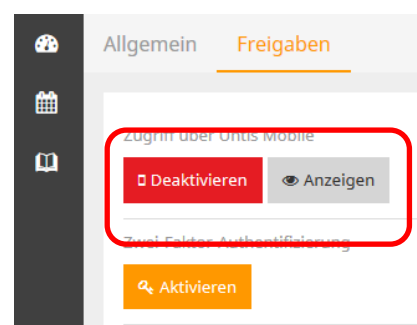 Allgemein Freigaben
Zugriff über Untis Mobile
Deaktivieren Anzeigen
Zwei-Faktor-Authentifizierung
Aktivieren